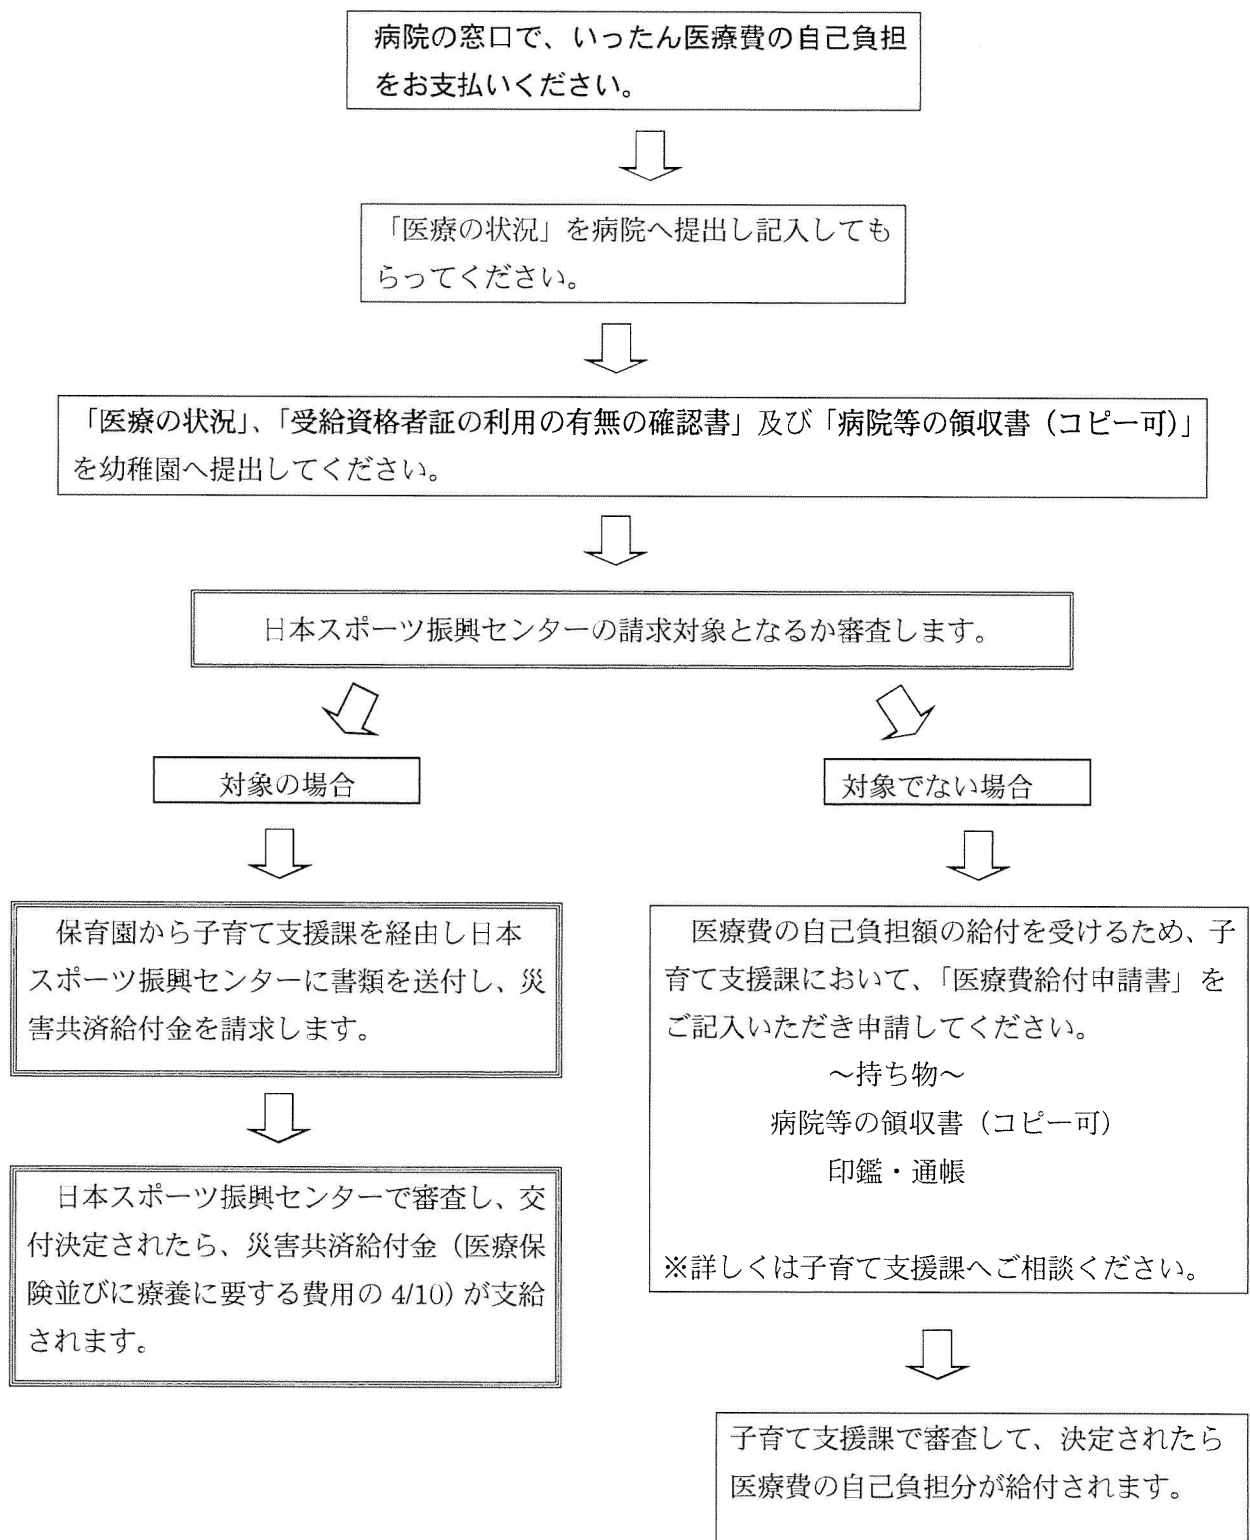 病院の窓口で、いったん医療費の自己負担
をお支払いください。
「医療の状況」を病院へ提出し記入しても
らってください。
「医療の状況」、「受給資格者証の利用の有無の確認書」及び「病院等の領収書（コピー可）」
を幼稚園へ提出してください。
日本スポーツ振興センターの請求対象となるか審査します。
対象の場合
対象でない場合
保育園から子育て支援課を経由し日本
スポーツ振興センターに書類を送付し、災
害共済給付金を請求します。
日本スポーツ振興センターで審査し、交
付決定されたら、災害共済給付金（医療保
険並びに療養に要する費用の 4/10）が支給
されます。
医療費の自己負担額の給付を受けるため、子
育て支援課において、「医療費給付申請書」を
ご記入いただき申請してください。
～持ち物～
病院等の領収書（コピー可）
印鑑・通帳
※詳しくは子育て支援課へご相談ください。
子育て支援課で審査して、決定されたら
医療費の自己負担分が給付されます。